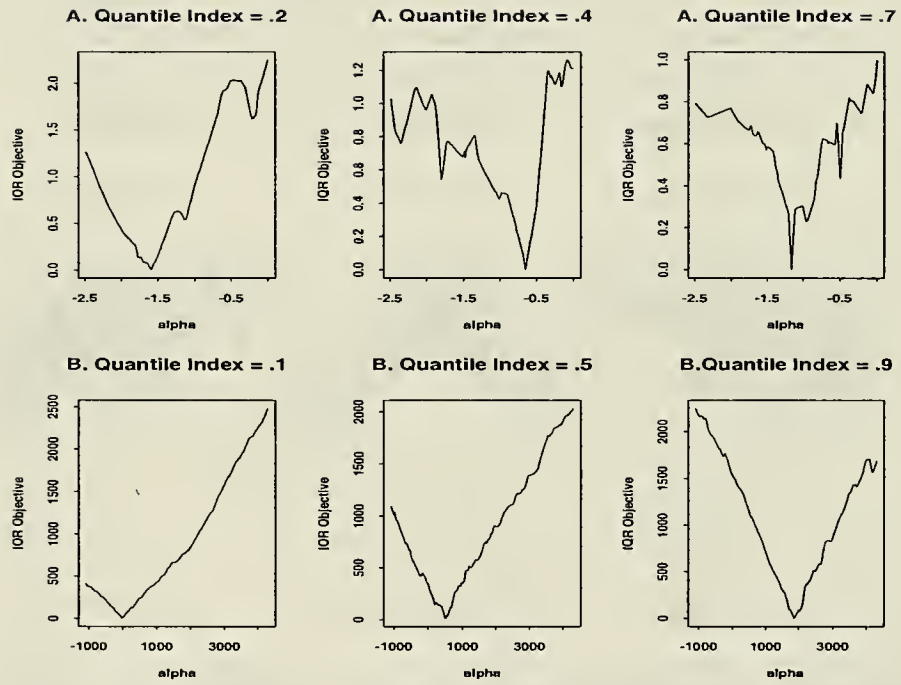 A. Quantile Index = .2
IQR Objective
2.0
1.5
1.0
0.5
0.0
-2.5 -1.5 -0.5
alpha
A. Quantile Index = .4
IQR Objective
1.2
1.0
0.8
0.6
0.4
0.2
0.0
-2.5 -1.5 -0.5
alpha
A. Quantile Index = .7
IQR Objective
1.0
0.8
0.6
0.4
0.2
0.0
-2.5 -1.5 -0.5
alpha
B. Quantile Index = .1
IQR Objective
2500
2000
1500
1000
500
0
-1000 1000 3000
alpha
B. Quantile Index = .5
IQR Objective
2000
1500
1000
500
0
-1000 1000 3000
alpha
B.Quantile Index = .9
IQR Objective
2000
1500
1000
500
0
-1000 1000 3000
alpha